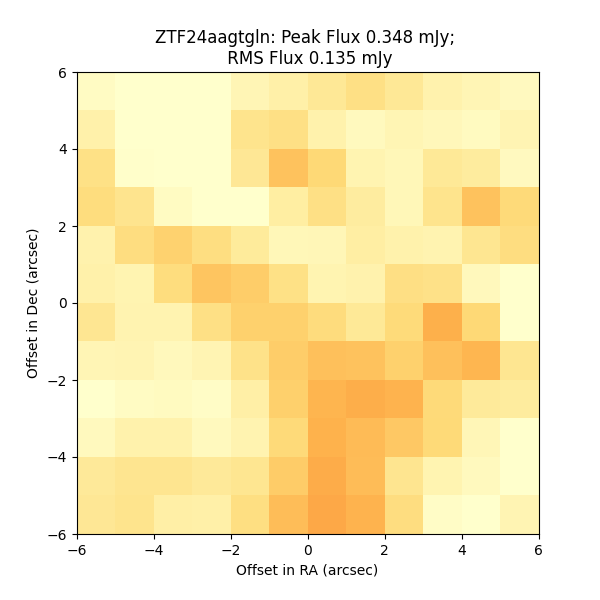 ZTF24aagtgln: Peak Flux 0.348 mJy;
RMS Flux 0.135 mJy
6
4
2
0
−2
−4
−6
Offset in Dec (arcsec)
−6 −4 −2 0 2 4 6
Offset in RA (arcsec)